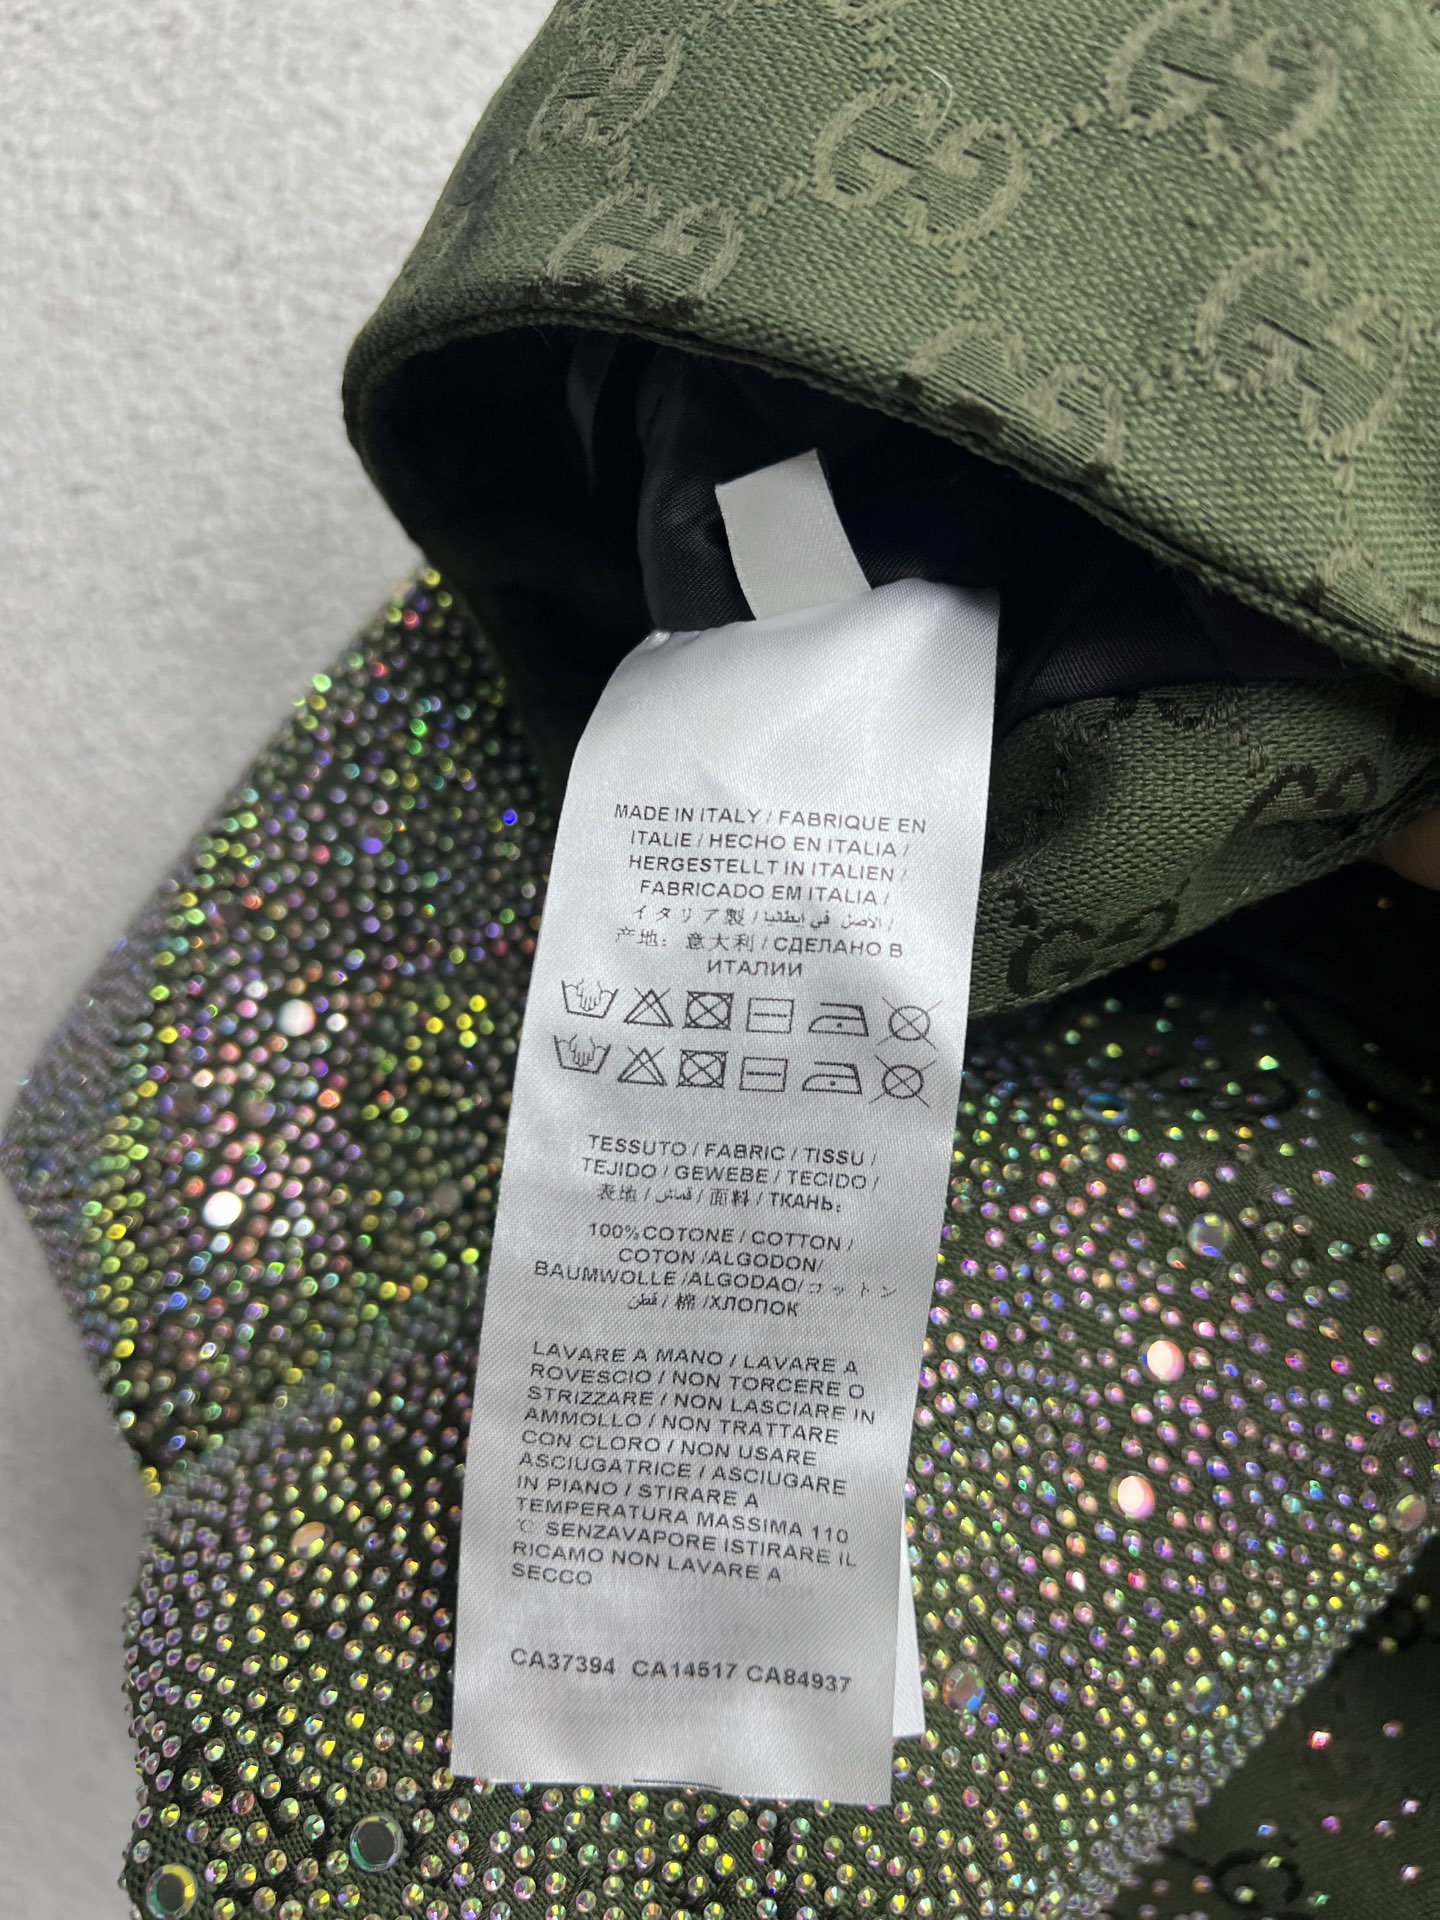 MADE IN ITALY / FABRIQUE EN
ITALIE / HECHO EN ITALIA /
HERGESTELLT IN ITALIEN /
FABRICADO EM ITALIA /
イタリア製 / الاصل في ايطاليا /
产地：意大利 / СДЕЛАНО В
ИТАЛИИ
TESSUTO / FABRIC / TISSU /
TEJIDO / GEWEBE / TECIDO /
表地 / قماش / 面料 / ТКАНЬ:
100%COTONE / COTTON /
COTON /ALGODON/
BAUMWOLLE /ALGODAO/コットン
قطن / 棉 /ХЛОПОК
LAVARE A MANO / LAVARE A
ROVESCIO / NON TORCERE O
STRIZZARE / NON LASCIARE IN
AMMOLLO / NON TRATTARE
CON CLORO / NON USARE
ASCIUGATRICE / ASCIUGARE
IN PIANO / STIRARE A
TEMPERATURA MASSIMA 110
℃ SENZAVAPORE ISTIRARE IL
RICAMO NON LAVARE A
SECCO
CA37394 CA14517 CA84937